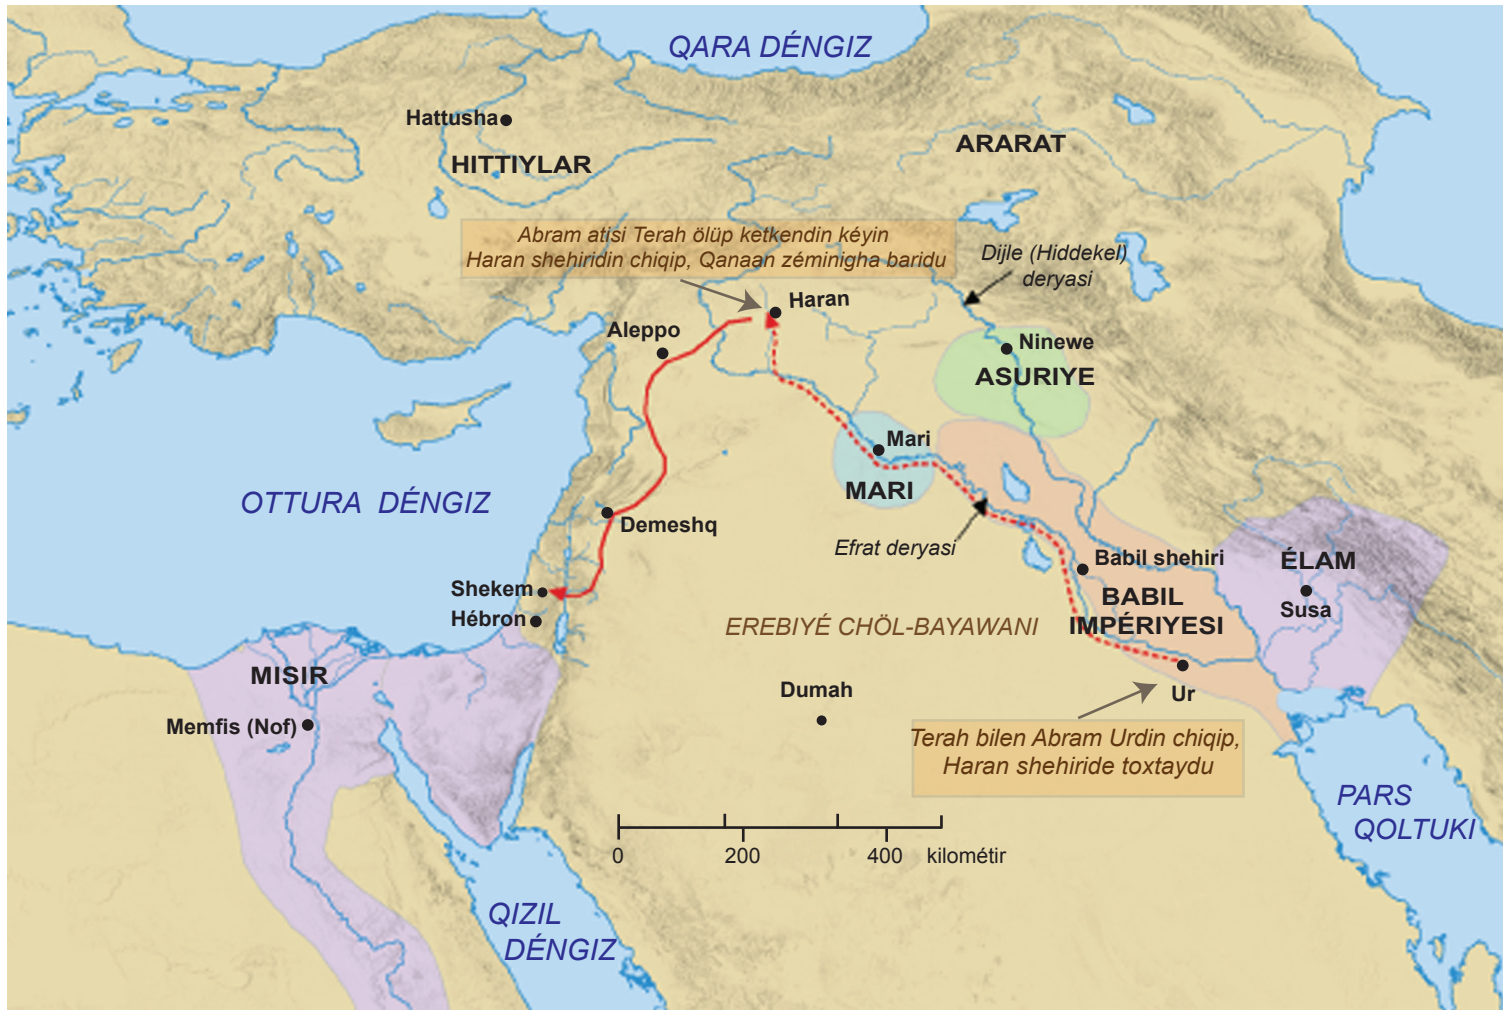 QARA DÉNGIZ
Hattusha
HITTIYLAR
ARARAT
Abram atisi Terah ölüp ketkendin kéyin
Haran shehiridin chiqip, Qanaan zéminigha baridu
Dijle (Hiddekel)
deryasi
Haran
Aleppo
Ninewe
ASURIYE
Mari
MARI
OTTURA DÉNGIZ
Demeshq
Efrat deryasi
Babil shehiri
ÉLAM
Shekem
BABIL
IMPÉRIYESI
Susa
Hébron
EREBIYÉ CHÖL-BAYAWANI
MISIR
Dumah
Ur
Memfis (Nof)
Terah bilen Abram Urdin chiqip,
Haran shehiride toxtaydu
PARS
QOLTUKI
0 200 400 kilométir
QIZIL
DÉNGIZ